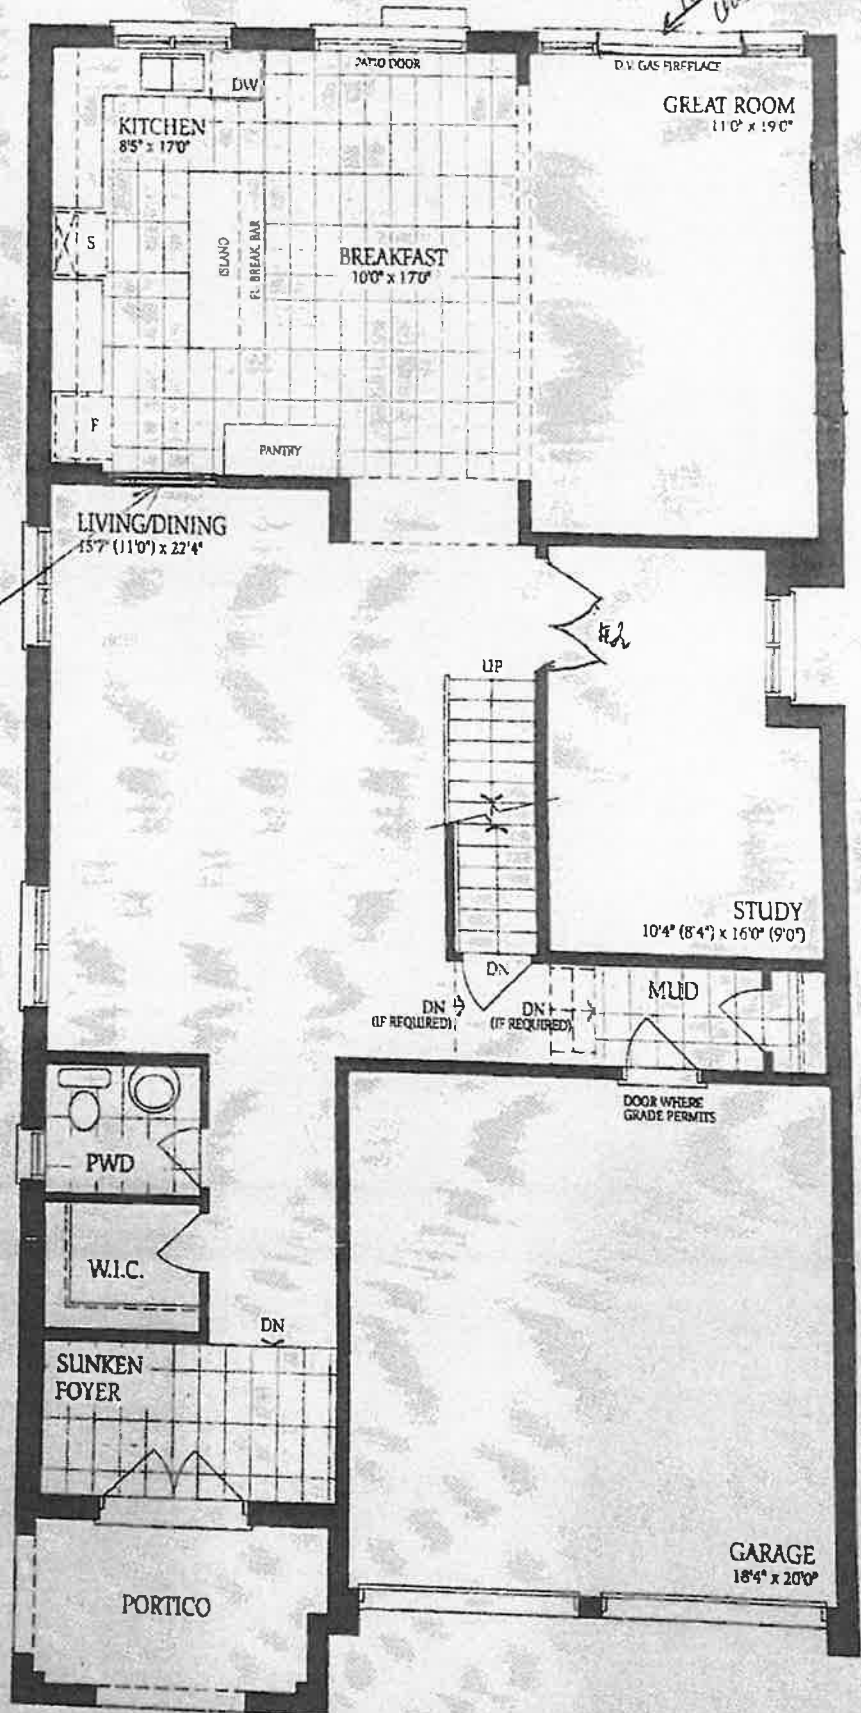 PATIO DOOR
D.V. GAS FIREPLACE
DW
KITCHEN
8'5" x 17'0"
GREAT ROOM
11'0" x 19'0"
S
ISLAND
FL. BREAK. BAR
BREAKFAST
10'0" x 17'0"
F
PANTRY
LIVING/DINING
15'7" (11'0") x 22'4"
#2
UP
STUDY
10'4" (8'4") x 16'0" (9'0")
DN
MUD
DN
(IF REQUIRED)
DN
(IF REQUIRED)
DOOR WHERE
GRADE PERMITS
PWD
W.I.C.
DN
SUNKEN
FOYER
GARAGE
18'4" x 20'0"
PORTICO